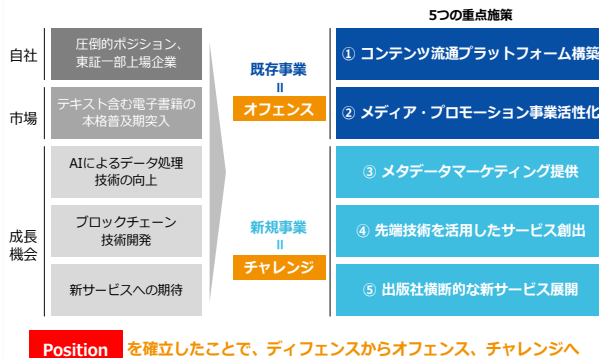 5つの重点施策
自社
圧倒的ポジション、
東証一部上場企業
市場
テキスト含む電子書籍の
本格普及期突入
成長
機会
AIによるデータ処理
技術の向上
ブロックチェーン
技術開発
新サービスへの期待
既存事業
=
オフェンス
新規事業
=
チャレンジ
① コンテンツ流通プラットフォーム構築
② メディア・プロモーション事業活性化
③ メタデータマーケティング提供
④ 先端技術を活用したサービス創出
⑤ 出版社横断的な新サービス展開
Position を確立したことで、ディフェンスからオフェンス、チャレンジへ